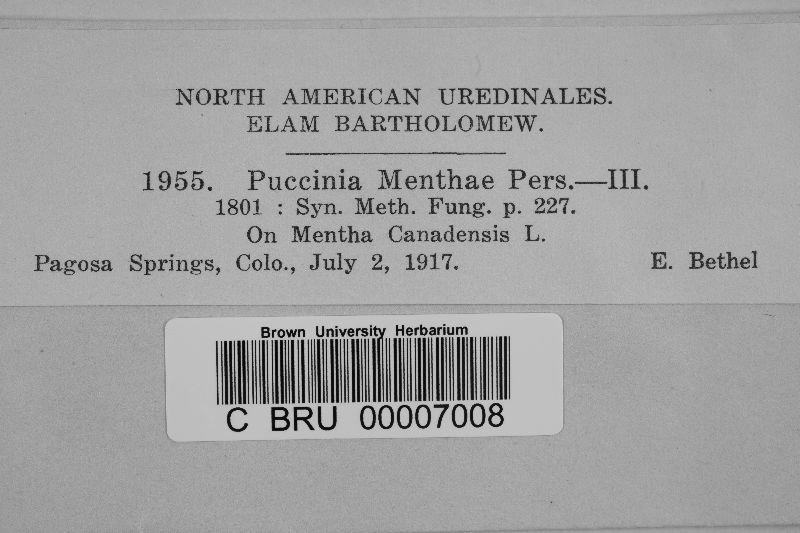 NORTH AMERICAN UREDINALES.
ELAM BARTHOLOMEW.
1955. Puccinia Menthae Pers.—III.
1801 : Syn. Meth. Fung. p. 227.
On Mentha Canadensis L.
Pagosa Springs, Colo., July 2, 1917. E. Bethel
Brown University Herbarium
C BRU 00007008